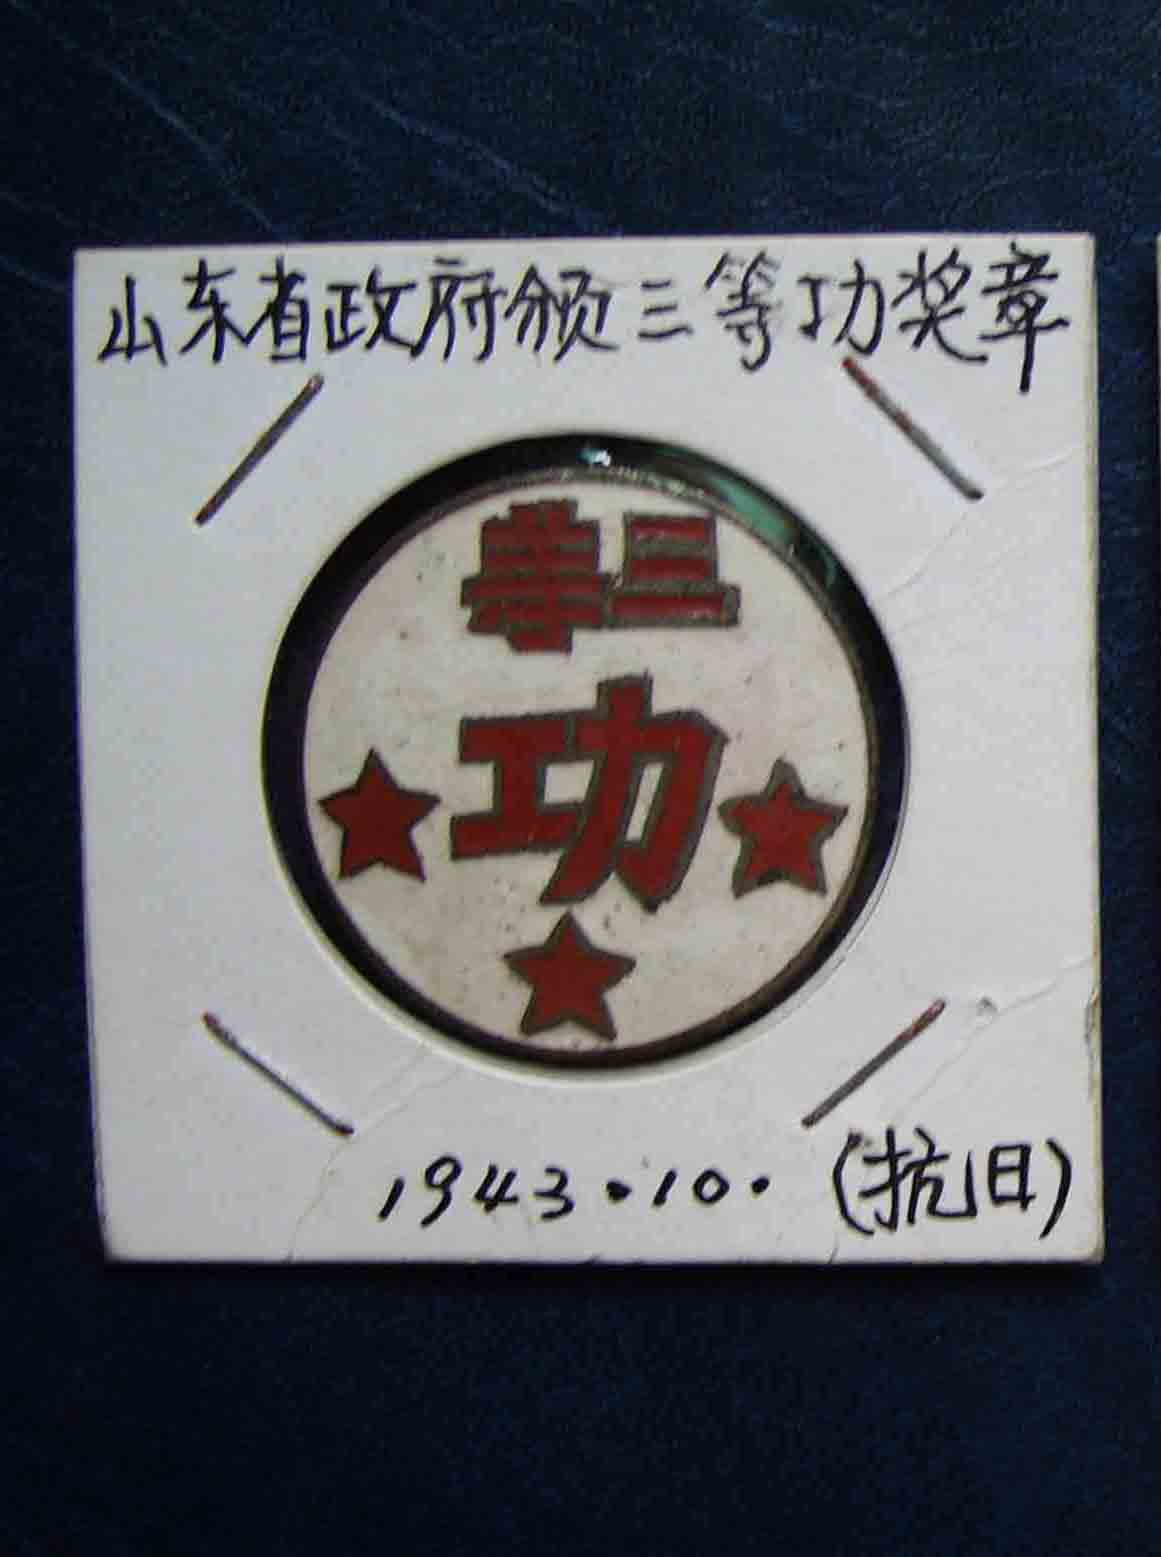 山东省政府颁三等功奖章
三等
功
1943.10.(抗日)